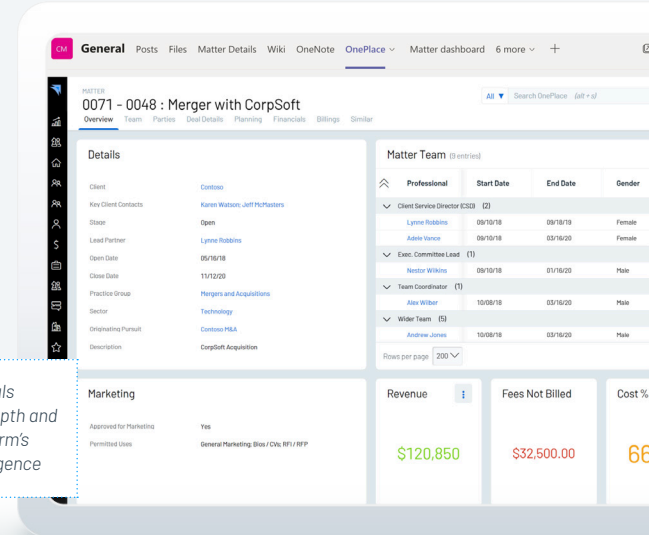 CM General Posts Files Matter Details Wiki OneNote OnePlace Matter dashboard 6 more
MATTER
0071 - 0048 : Merger with CorpSoft
All Search OnePlace (alt + s)
Overview Team Parties Deal Details Planning Financials Billings Similar
Details
Client Contoso
Key Client Contacts Karen Watson; Jeff McMasters
Stage Open
Lead Partner Lynne Robbins
Open Date 05/16/18
Close Date 11/12/20
Practice Group Mergers and Acquisitions
Sector Technology
Originating Pursuit Contoso M&A
Description CorpSoft Acquisition
Matter Team (9 entries)
Professional Start Date End Date Gender
Client Service Director (CSD) (2)
Lynne Robbins 09/10/18 09/18/19 Female
Adele Vance 09/10/18 03/16/20 Female
Exec. Committee Lead (1)
Nestor Wilkins 09/10/18 01/16/20 Male
Team Coordinator (1)
Alex Wilber 10/08/18 03/16/20 Male
Wider Team (5)
Andrew Jones 10/08/18 03/16/20 Male
Rows per page 200
als
pth and
rm's
gence
Marketing
Approved for Marketing Yes
Permitted Uses General Marketing; Bios / CVs; RFI / RFP
Revenue
$120,850
Fees Not Billed
$32,500.00
Cost %
66